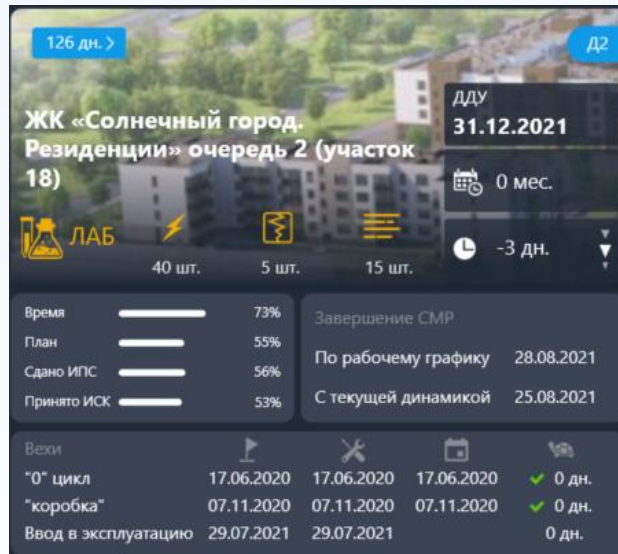 126 дн. >
Д2
ЖК «Солнечный город.
Резиденции» очередь 2 (участок
18)
ДДУ
31.12.2021
0 мес.
-3 дн.
ЛАБ
40 шт.
5 шт.
15 шт.
Время 73%
План 55%
Сдано ИПС 56%
Принято ИСК 53%
Завершение СМР
По рабочему графику 28.08.2021
С текущей динамикой 25.08.2021
Вехи
"0" цикл 17.06.2020 17.06.2020 17.06.2020 0 дн.
"коробка" 07.11.2020 07.11.2020 07.11.2020 0 дн.
Ввод в эксплуатацию 29.07.2021 29.07.2021 0 дн.